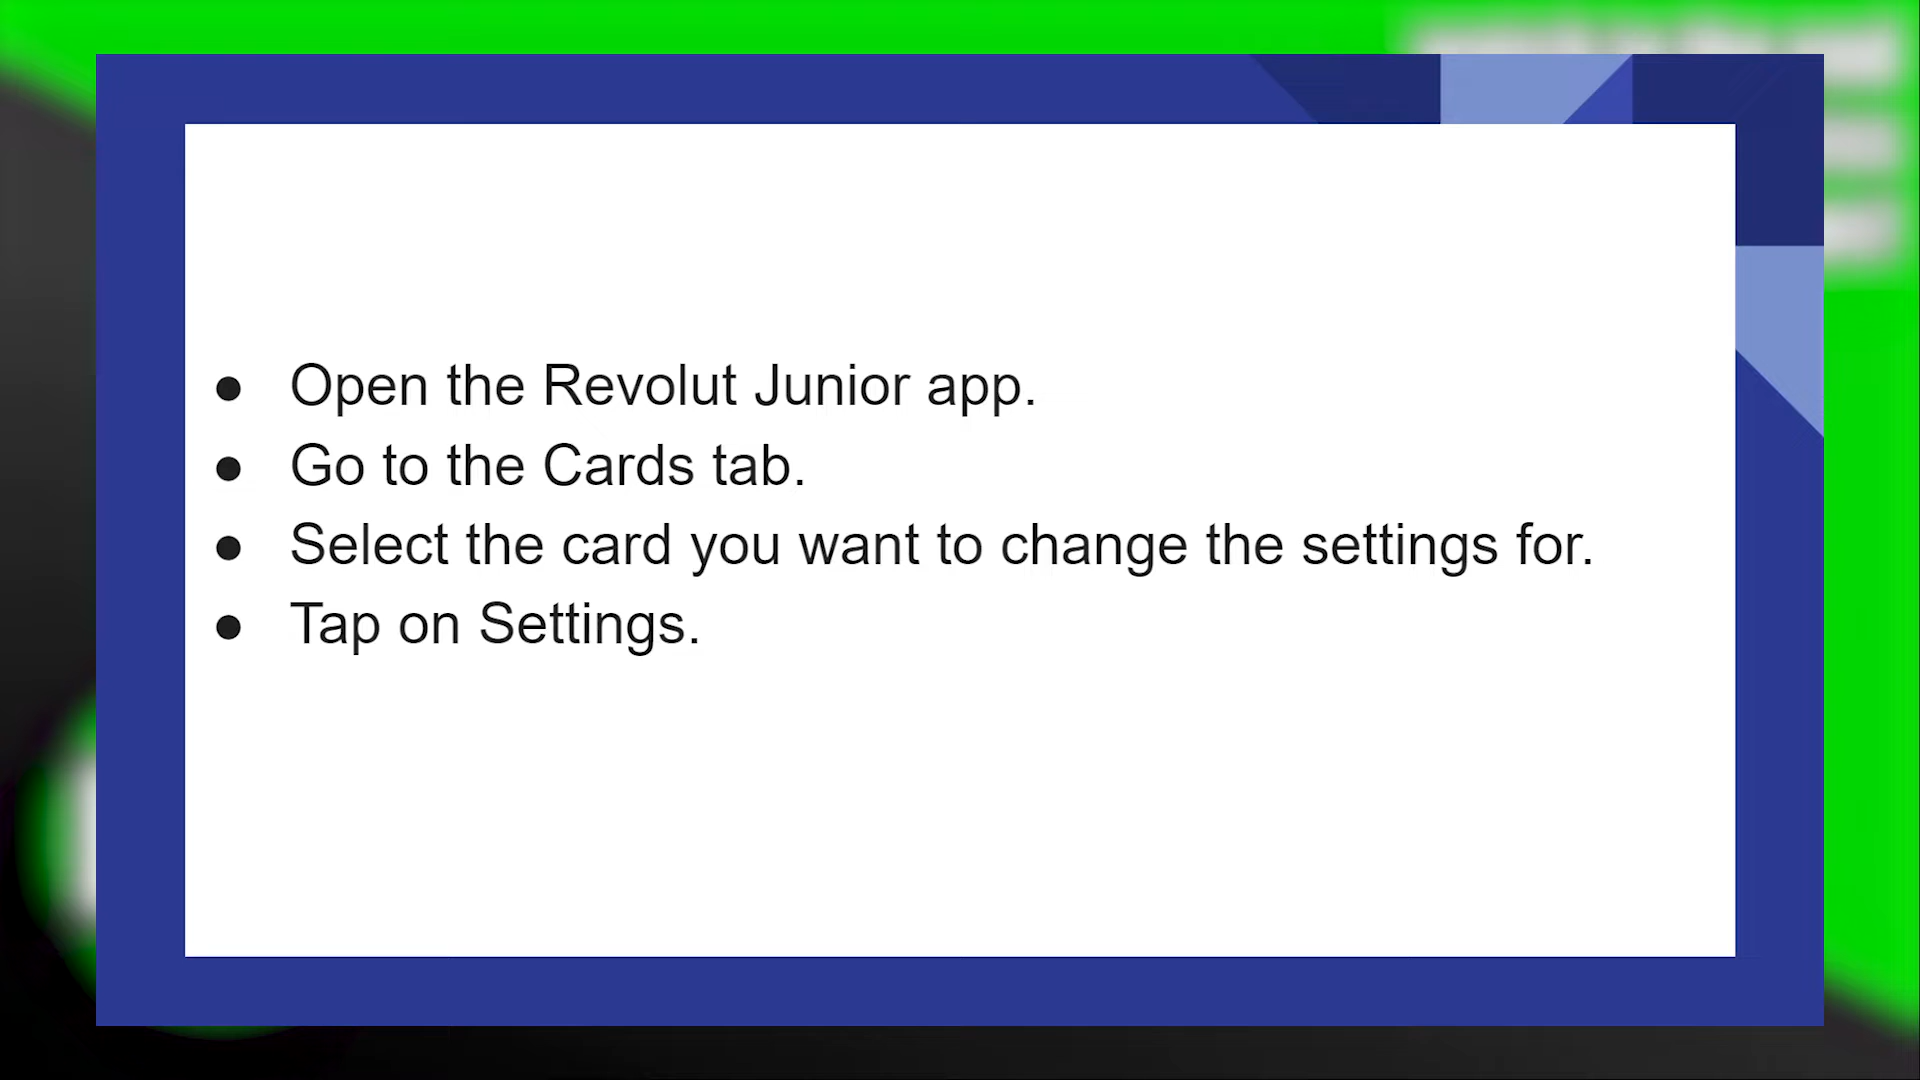 ● Open the Revolut Junior app.
● Go to the Cards tab.
● Select the card you want to change the settings for.
● Tap on Settings.